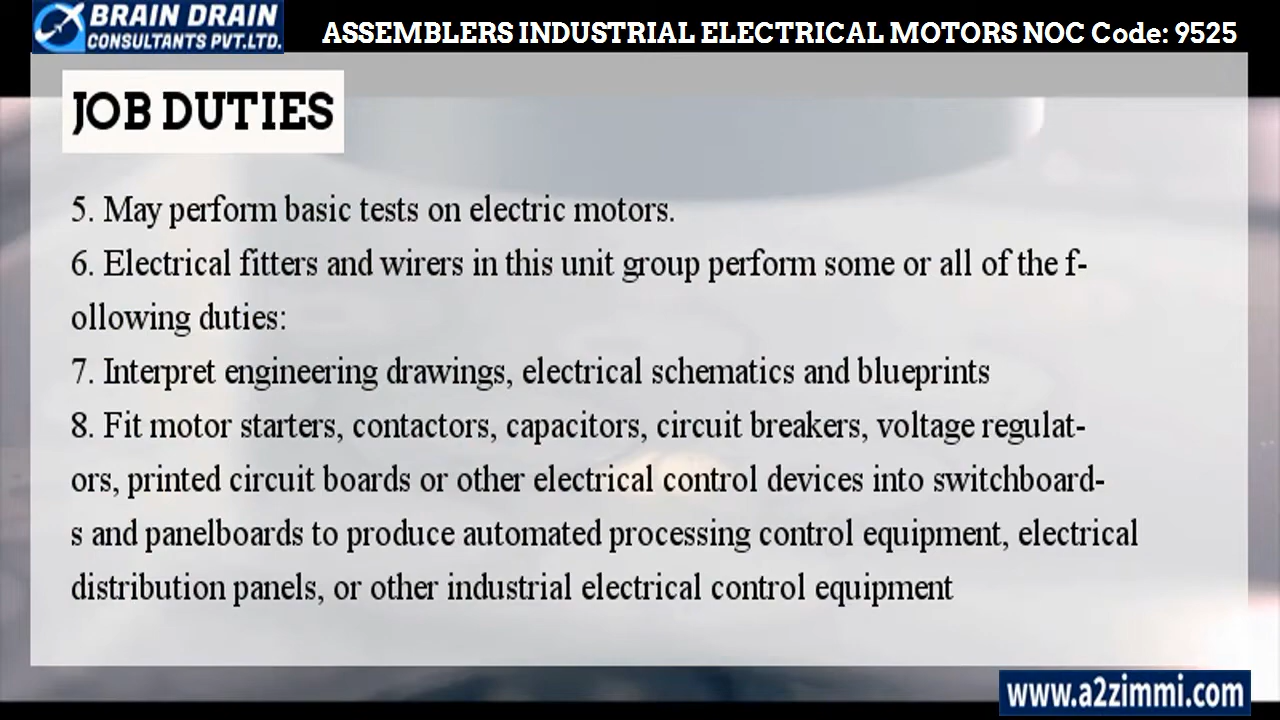 BRAIN DRAIN
CONSULTANTS PVT.LTD.
ASSEMBLERS INDUSTRIAL ELECTRICAL MOTORS NOC Code: 9525
JOB DUTIES
5. May perform basic tests on electric motors.
6. Electrical fitters and wirers in this unit group perform some or all of the f-
ollowing duties:
7. Interpret engineering drawings, electrical schematics and blueprints
8. Fit motor starters, contactors, capacitors, circuit breakers, voltage regulat-
ors, printed circuit boards or other electrical control devices into switchboard-
s and panelboards to produce automated processing control equipment, electrical
distribution panels, or other industrial electrical control equipment
www.a2zimmi.com